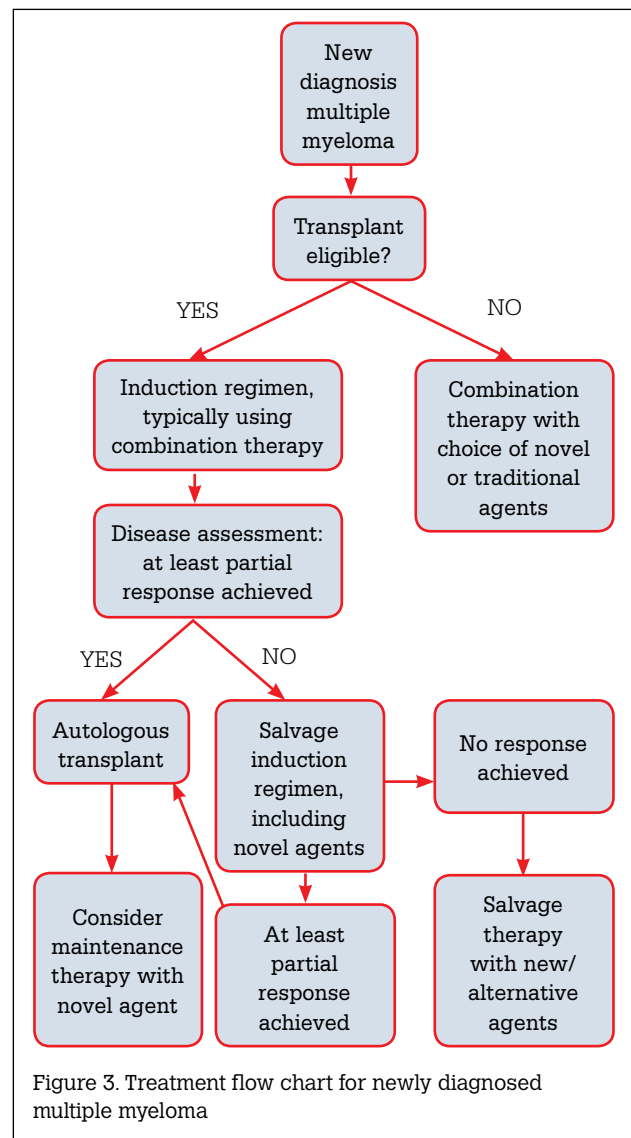 New
diagnosis
multiple
myeloma
Transplant
eligible?
YES
NO
Induction regimen,
typically using
combination therapy
Combination
therapy with
choice of novel
or traditional
agents
Disease assessment:
at least partial
response achieved
YES
NO
Autologous
transplant
Salvage
induction
regimen,
including
novel agents
No response
achieved
Consider
maintenance
therapy with
novel agent
At least
partial
response
achieved
Salvage
therapy
with new/
alternative
agents
Figure 3. Treatment flow chart for newly diagnosed
multiple myeloma